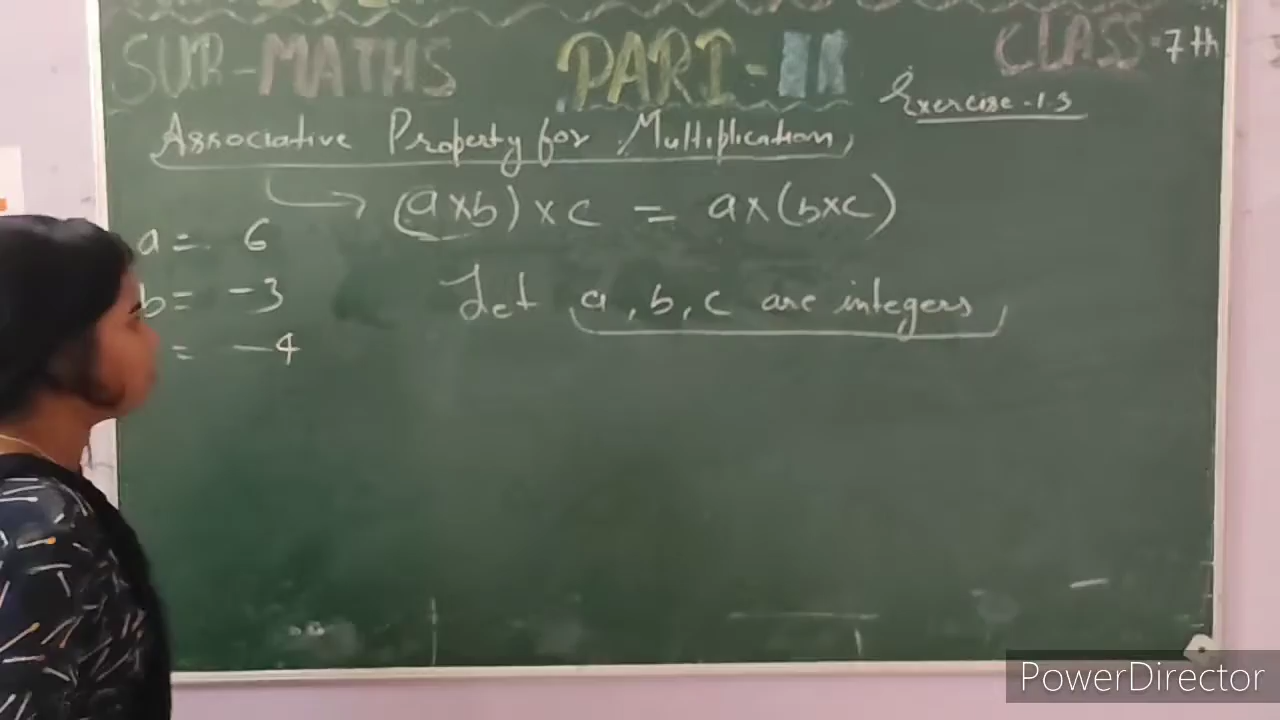 SUB-MATHS PART-II CLASS-7th
Exercise-1.3
Associative Property for Multiplication,
(a×b)×c = a×(b×c)
a = 6
b = -3
= -4
Let a, b, c are integers,
PowerDirector